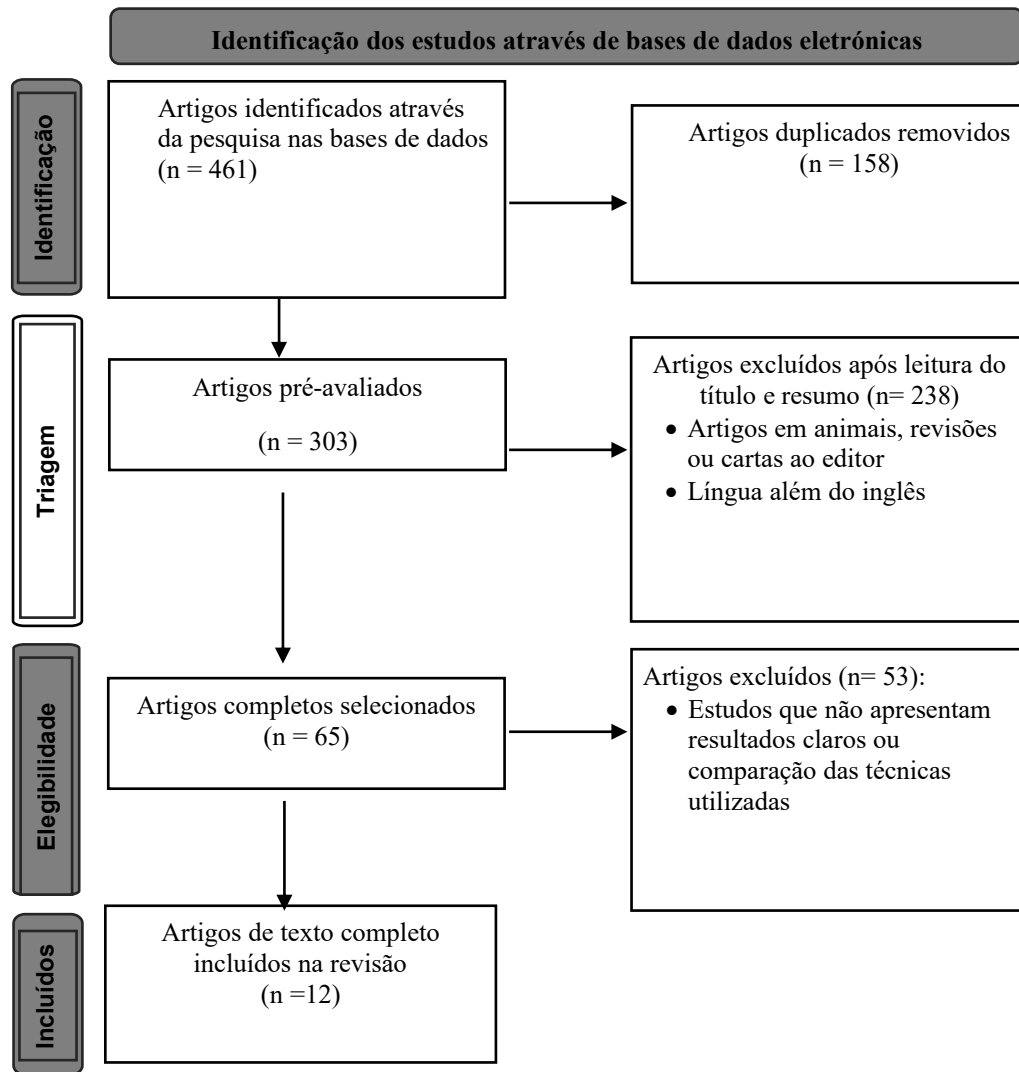 Identificação dos estudos através de bases de dados eletrónicas
Identificação
Artigos identificados através
da pesquisa nas bases de dados
(n = 461)
Artigos duplicados removidos
(n = 158)
Triagem
Artigos pré-avaliados
(n = 303)
Artigos excluídos após leitura do
título e resumo (n= 238)
• Artigos em animais, revisões
ou cartas ao editor
• Língua além do inglês
Elegibilidade
Artigos completos selecionados
(n = 65)
Artigos excluídos (n= 53):
• Estudos que não apresentam
resultados claros ou
comparação das técnicas
utilizadas
Incluídos
Artigos de texto completo
incluídos na revisão
(n =12)